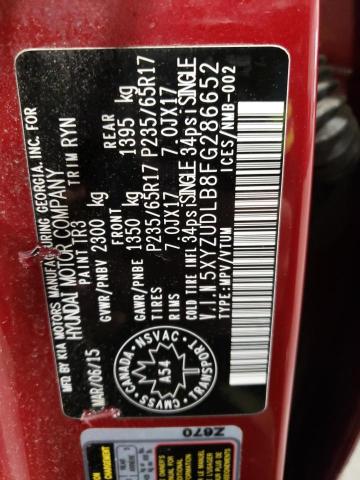 MFD. BY KIA MOTORS MANUFACTURING GEORGIA, INC. FOR
HYUNDAI MOTOR COMPANY
PAINT TR3 TRIM RYN
GVWR/PNBV 2300 kg
FRONT REAR
GAWR/PNBE 1350 kg 1395 kg
TIRES P235/65R17 P235/65R17
RIMS 7.0JX17 7.0JX17
COLD TIRE INFL. 34psi SINGLE 34psi SINGLE
V.I.N 5XYZUDLB8FG286652
TYPE:MPV/VTUM ICES/NMB-002
MAR/06/15
CANADA NSVAC TRANSPORT CMVSS
A54
Z670